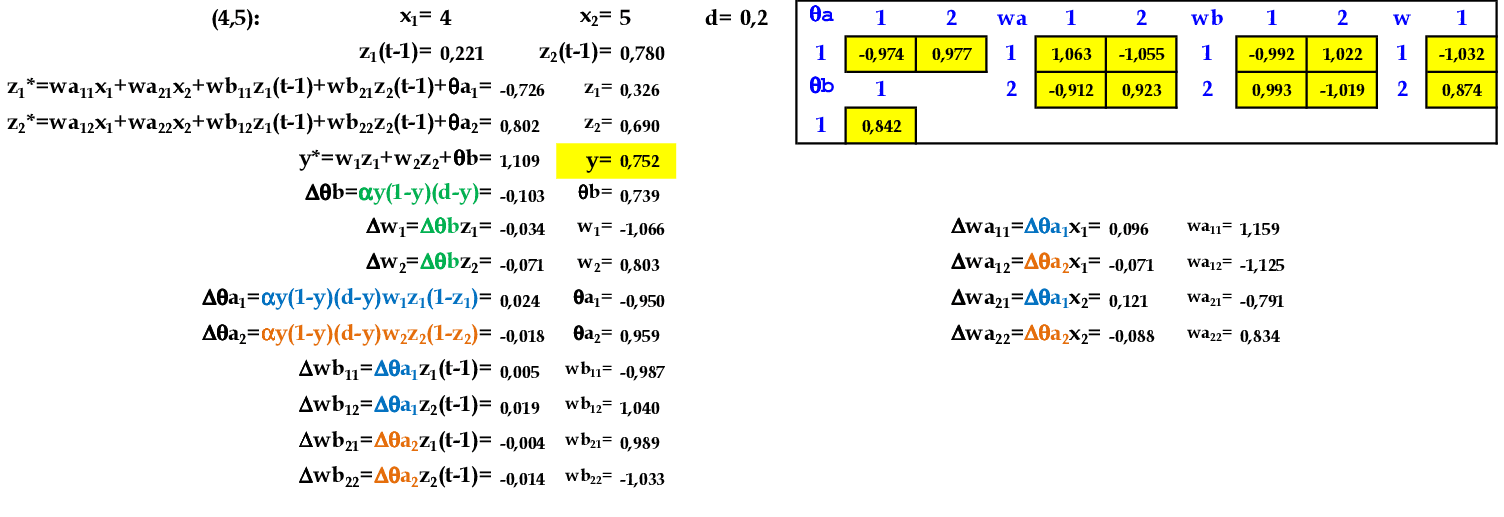 (4,5): x₁= 4 x₂= 5 d= 0,2
z₁(t-1)= 0,221 z₂(t-1)= 0,780
z₁*=wa₁₁x₁+wa₂₁x₂+wb₁₁z₁(t-1)+wb₂₁z₂(t-1)+θa₁= -0,726 z₁= 0,326
z₂*=wa₁₂x₁+wa₂₂x₂+wb₁₂z₁(t-1)+wb₂₂z₂(t-1)+θa₂= 0,802 z₂= 0,690
y*=w₁z₁+w₂z₂+θb= 1,109 y= 0,752
Δθb=αy(1-y)(d-y)= -0,103 θb= 0,739
Δw₁=Δθbz₁= -0,034 w₁= -1,066
Δw₂=Δθbz₂= -0,071 w₂= 0,803
Δθa₁=αy(1-y)(d-y)w₁z₁(1-z₁)= 0,024 θa₁= -0,950
Δθa₂=αy(1-y)(d-y)w₂z₂(1-z₂)= -0,018 θa₂= 0,959
Δwb₁₁=Δθa₁z₁(t-1)= 0,005 wb₁₁= -0,987
Δwb₁₂=Δθa₁z₂(t-1)= 0,019 wb₁₂= 1,040
Δwb₂₁=Δθa₂z₁(t-1)= -0,004 wb₂₁= 0,989
Δwb₂₂=Δθa₂z₂(t-1)= -0,014 wb₂₂= -1,033
θa 1 2 wa 1 2 wb 1 2 w 1
1 -0,974 0,977 1 1,063 -1,055 1 -0,992 1,022 1 -1,032
θb 1 2 -0,912 0,923 2 0,993 -1,019 2 0,874
1 0,842
Δwa₁₁=Δθa₁x₁= 0,096 wa₁₁= 1,159
Δwa₁₂=Δθa₂x₁= -0,071 wa₁₂= -1,125
Δwa₂₁=Δθa₁x₂= 0,121 wa₂₁= -0,791
Δwa₂₂=Δθa₂x₂= -0,088 wa₂₂= 0,834